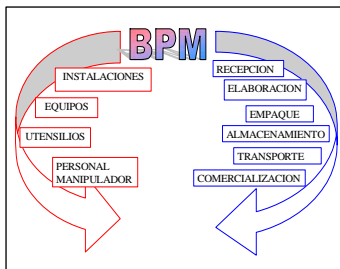 BPM
INSTALACIONES
EQUIPOS
UTENSILIOS
PERSONAL
MANIPULADOR
RECEPCION
ELABORACION
EMPAQUE
ALMACENAMIENTO
TRANSPORTE
COMERCIALIZACION